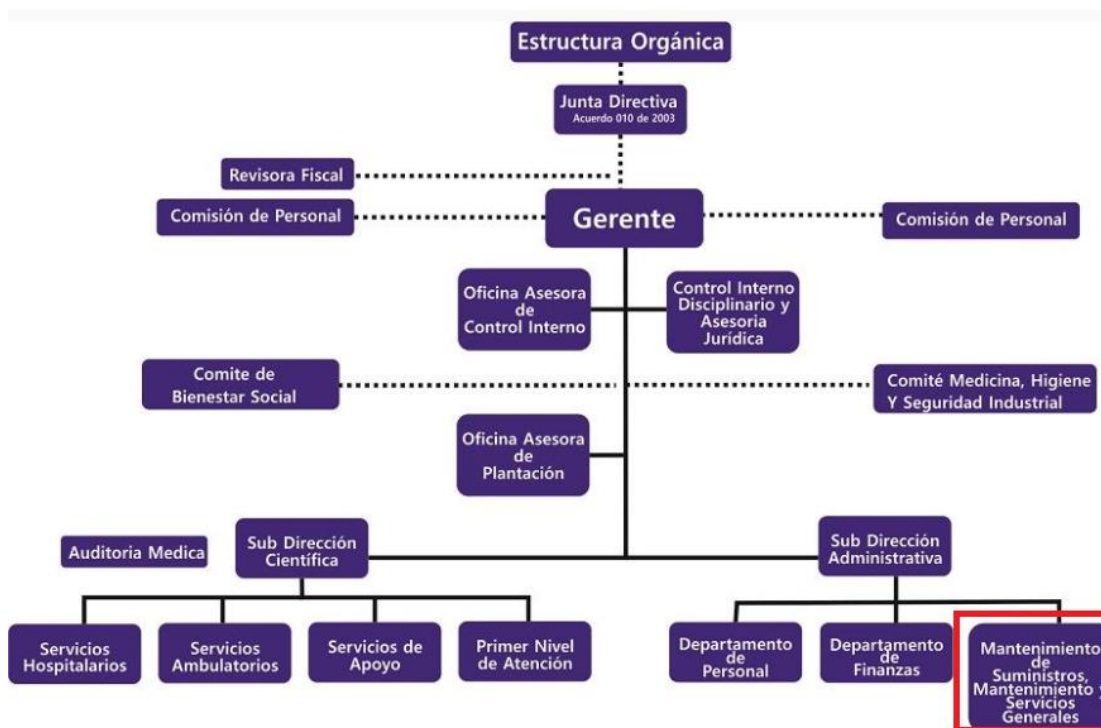 Estructura Orgánica
Junta Directiva
Acuerdo 010 de 2003
Revisora Fiscal
Comisión de Personal
Gerente
Comisión de Personal
Oficina Asesora
de
Control Interno
Control Interno
Disciplinario y
Asesoria
Jurídica
Comite de
Bienestar Social
Comité Medicina, Higiene
Y Seguridad Industrial
Oficina Asesora
de
Plantación
Auditoria Medica
Sub Dirección
Científica
Sub Dirección
Administrativa
Servicios
Hospitalarios
Servicios
Ambulatorios
Servicios de
Apoyo
Primer Nivel
de Atención
Departamento
de
Personal
Departamento
de
Finanzas
Mantenimiento
de
Suministros,
Mantenimiento y
Servicios
Generales